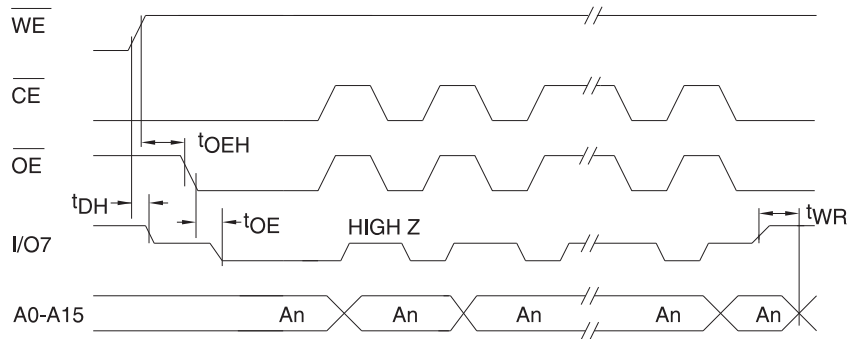 WE
CE
tOEH
OE
tDH
tOE
HIGH Z
tWR
I/O7
A0-A15 An An An An An